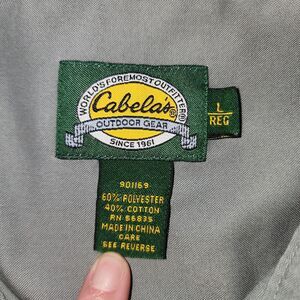 WORLD'S FOREMOST OUTFITTER®
Cabela's®
OUTDOOR GEAR
SINCE 1961
L
REG
901169
60% POLYESTER
40% COTTON
RN 56835
MADE IN CHINA
CARE
SEE REVERSE